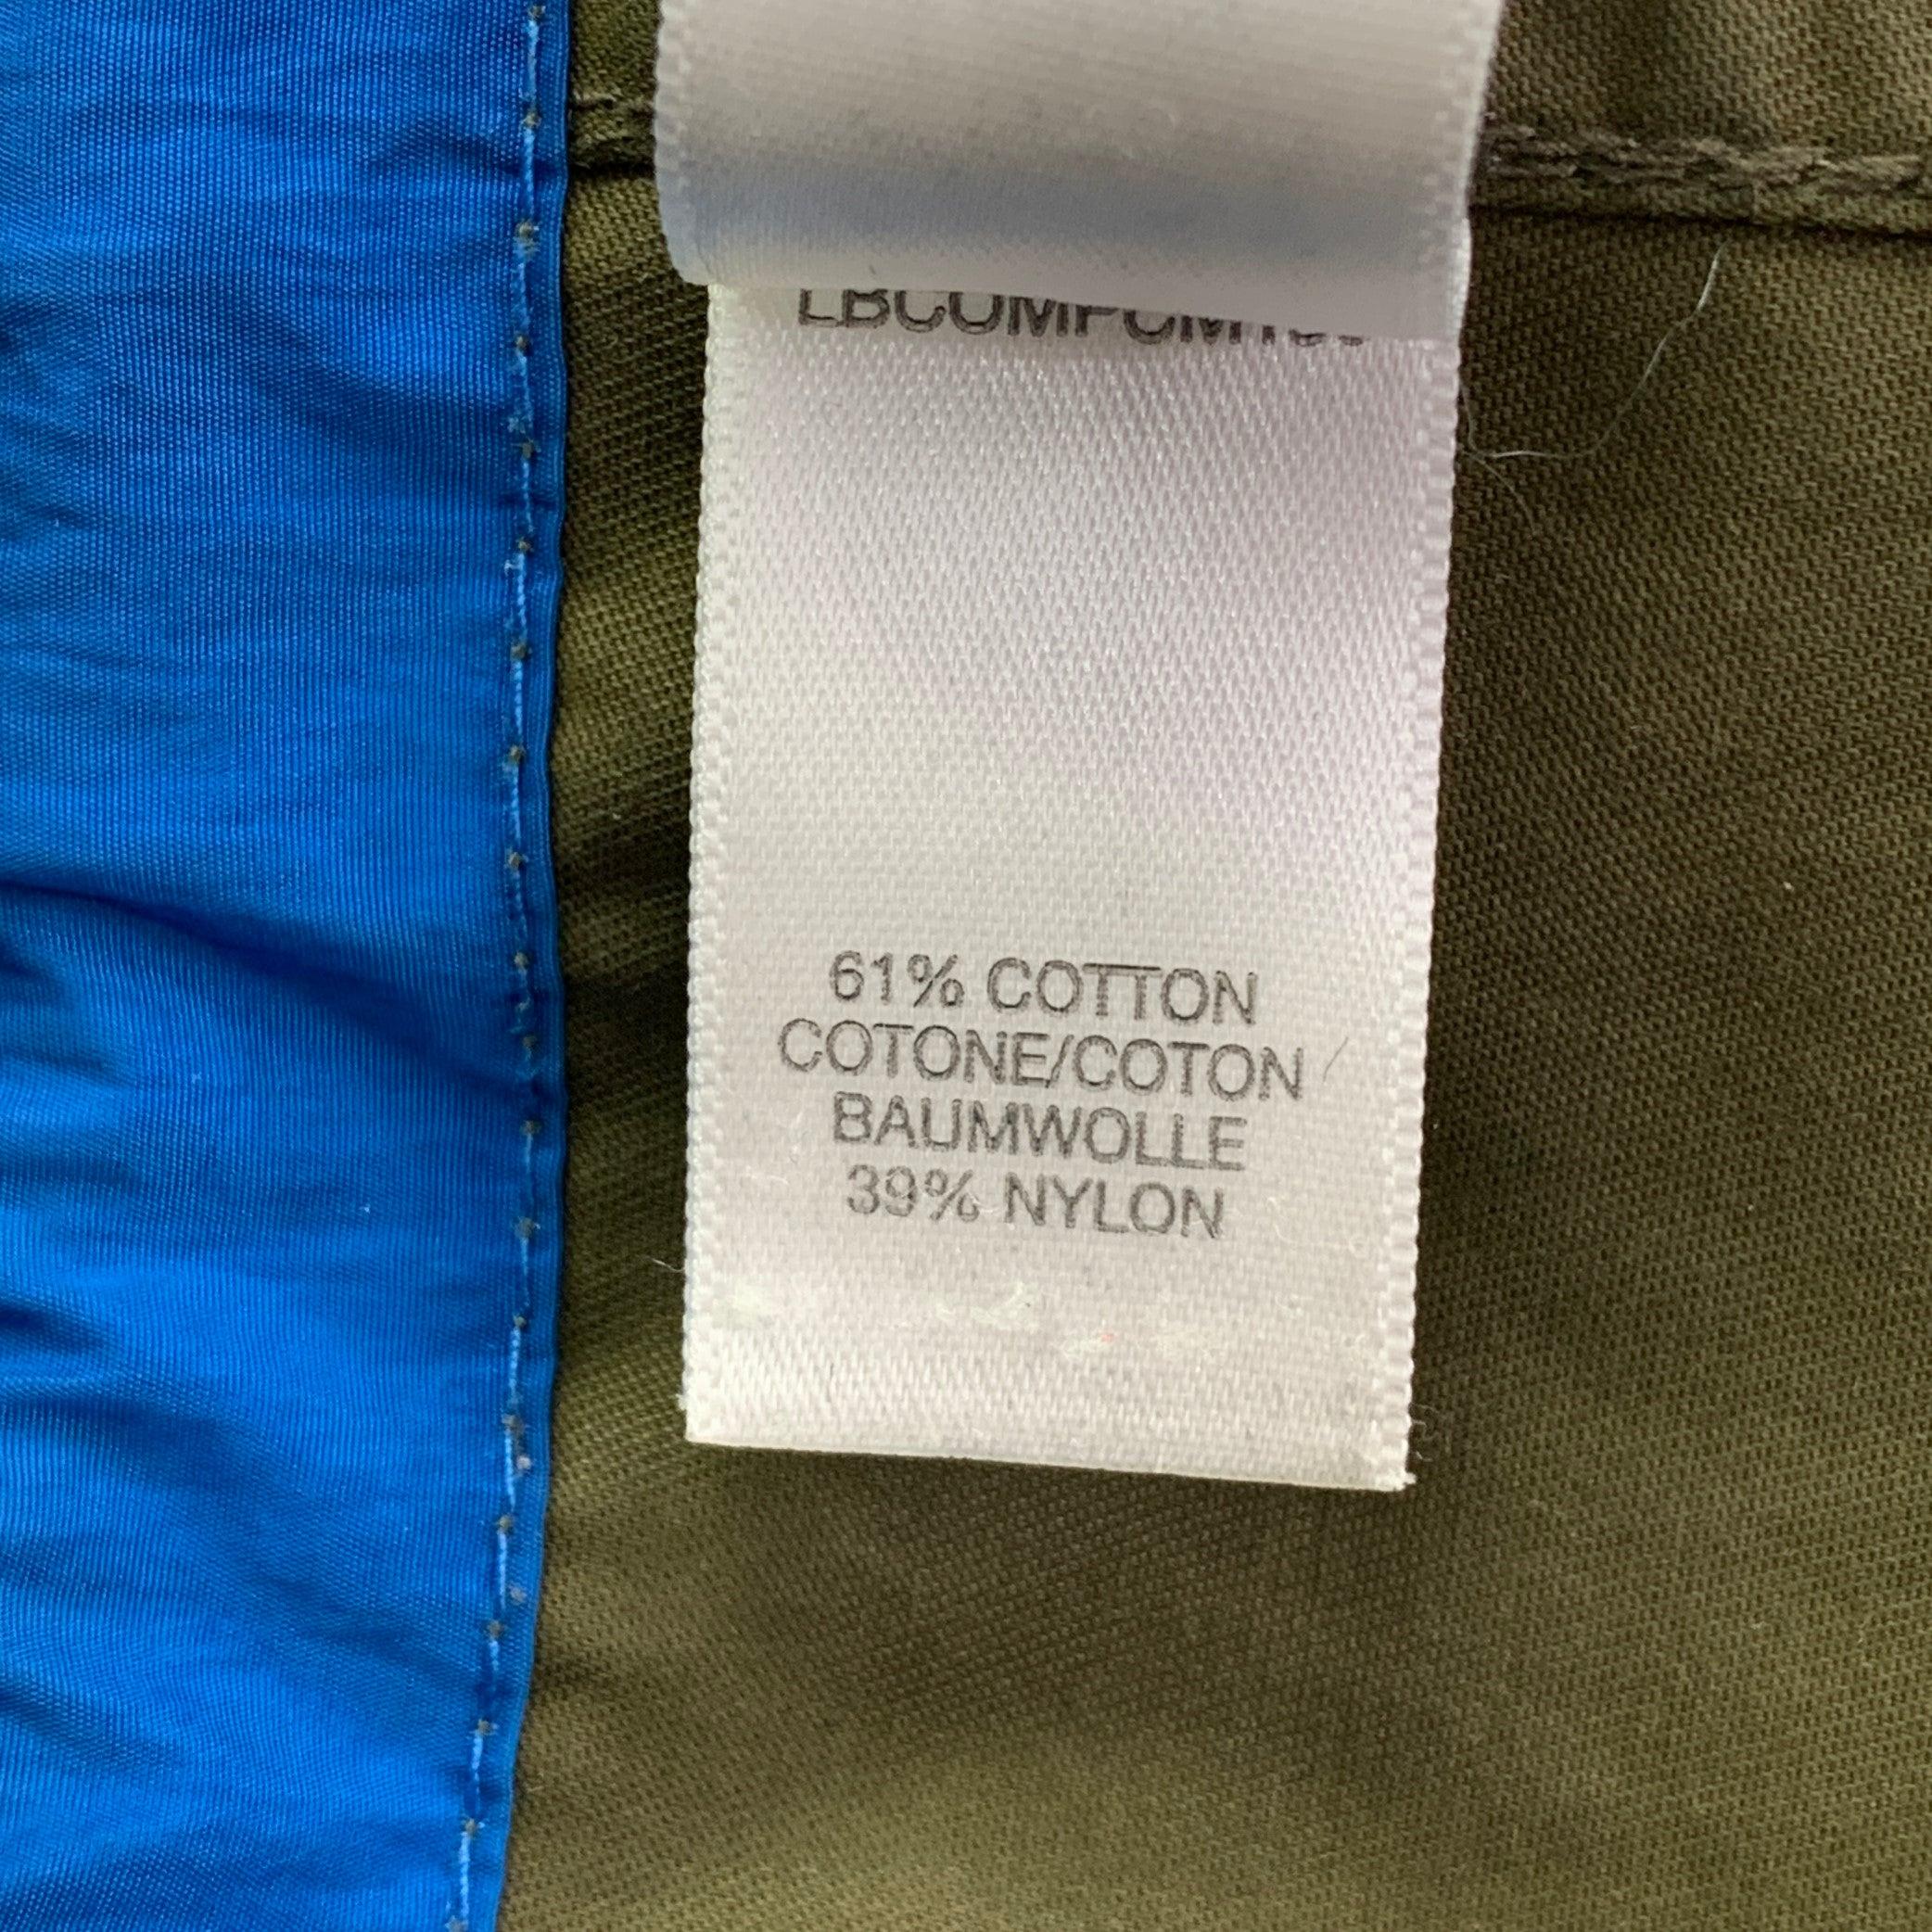 61% COTTON
COTONE/COTON
BAUMWOLLE
39% NYLON